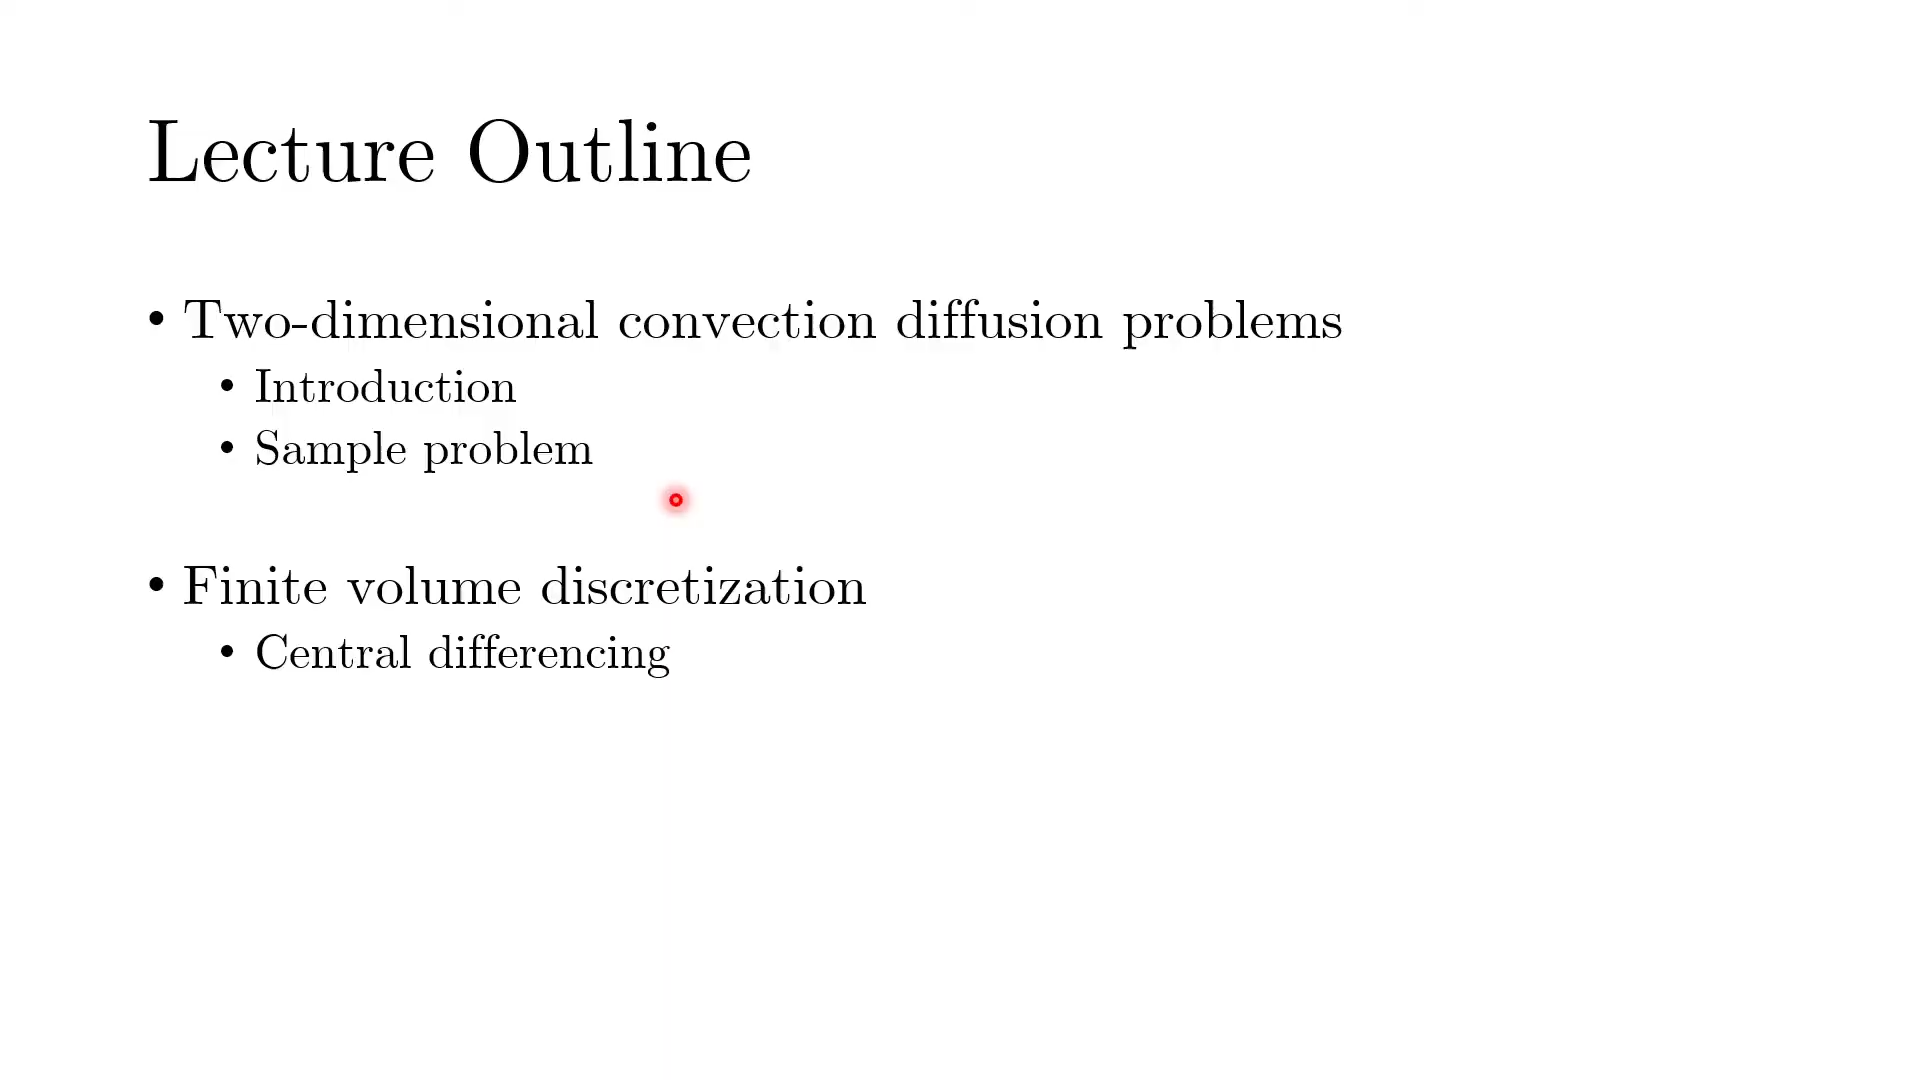 Lecture Outline
• Two-dimensional convection diffusion problems
• Introduction
• Sample problem
• Finite volume discretization
• Central differencing